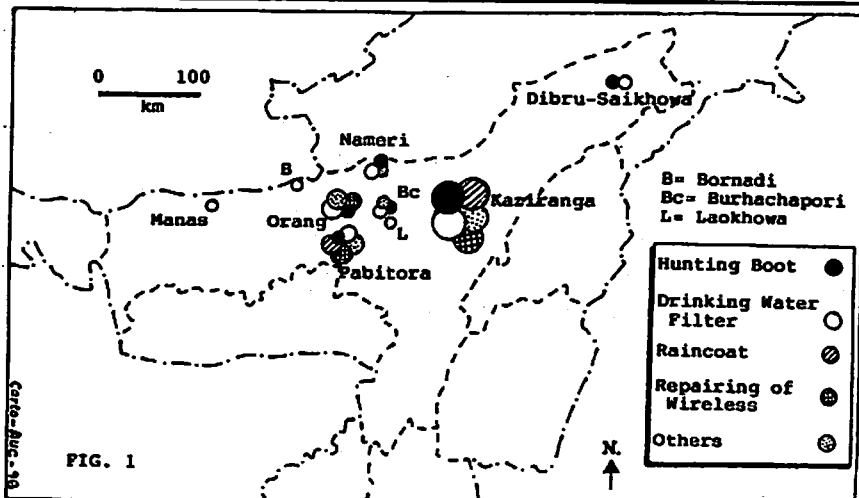 0 100
km
Dibru-Saikhowa
Nameri
B
Bc
Kaziranga
B= Bornadi
Bc= Burhachapori
L= Laokhowa
Manas
Orang
L
Pabitora
Hunting Boot
Drinking Water
Filter
Raincoat
Repairing of
Wireless
Others
FIG. 1
N.